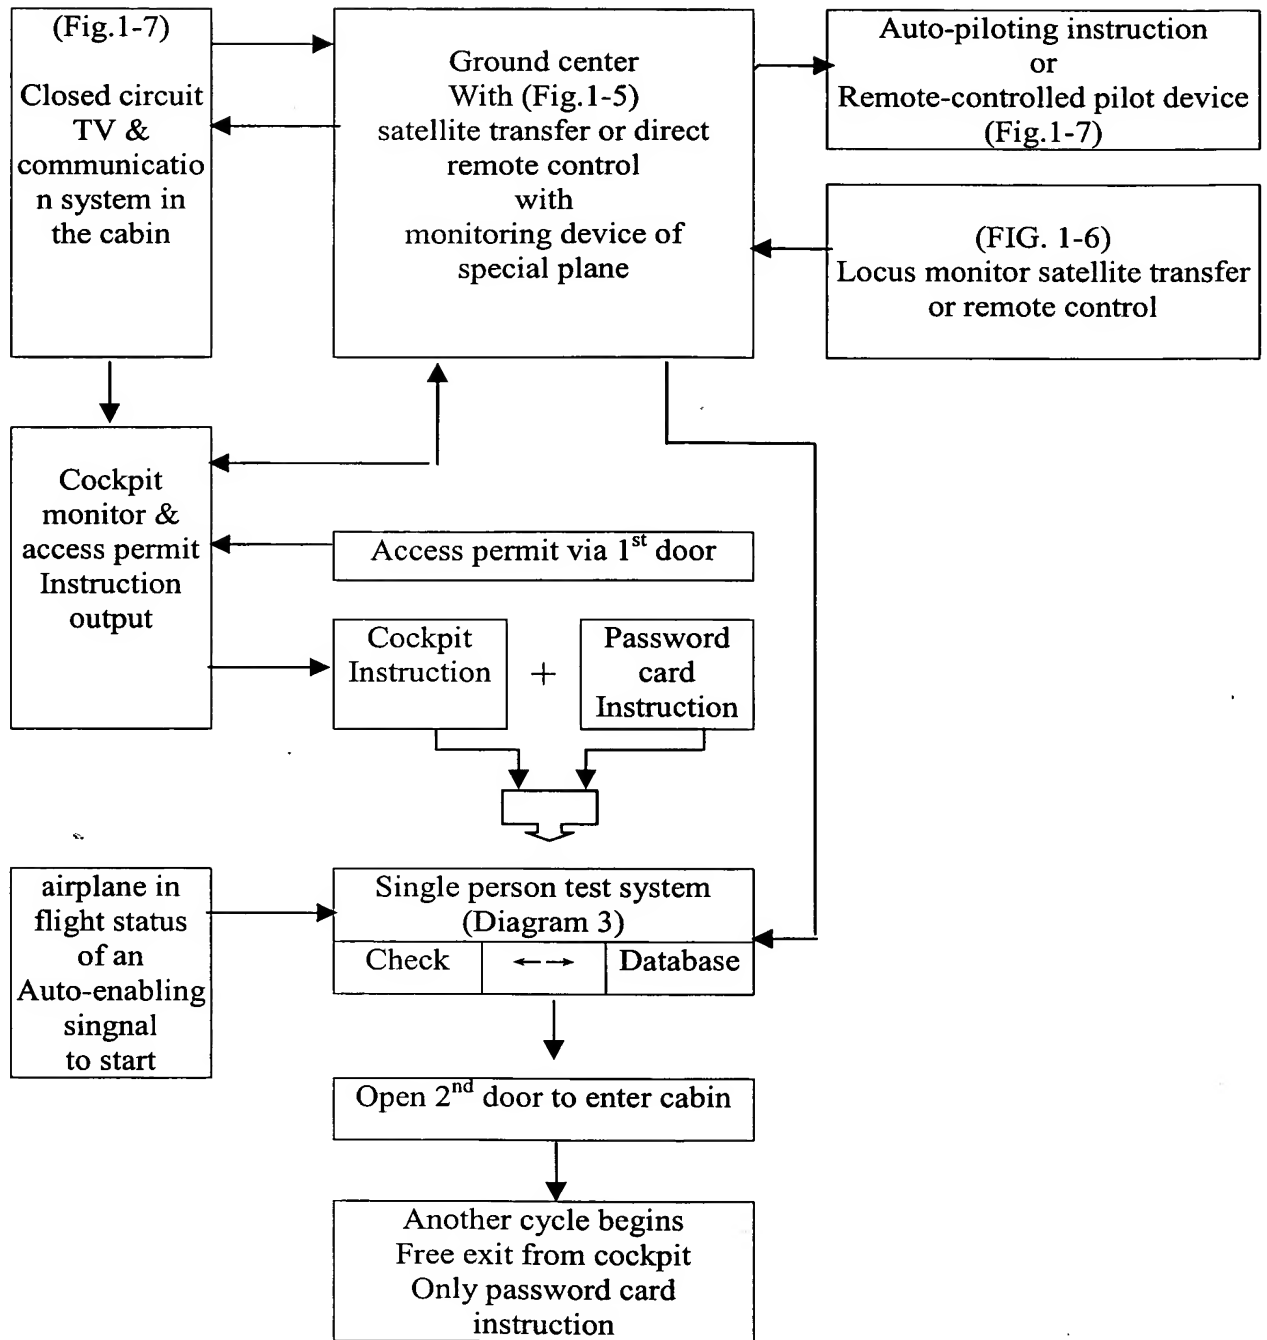 (Fig.1-7)
Closed circuit
TV &
communicatio
n system in
the cabin
Ground center
With (Fig.1-5)
satellite transfer or direct
remote control
with
monitoring device of
special plane
Auto-piloting instruction
or
Remote-controlled pilot device
(Fig.1-7)
(FIG. 1-6)
Locus monitor satellite transfer
or remote control
Cockpit
monitor &
access permit
Instruction
output
Access permit via 1st door
Cockpit
Instruction
+
Password
card
Instruction
airplane in
flight status
of an
Auto-enabling
singnal
to start
Single person test system
(Diagram 3)
Check
Database
Open 2nd door to enter cabin
Another cycle begins
Free exit from cockpit
Only password card
instruction